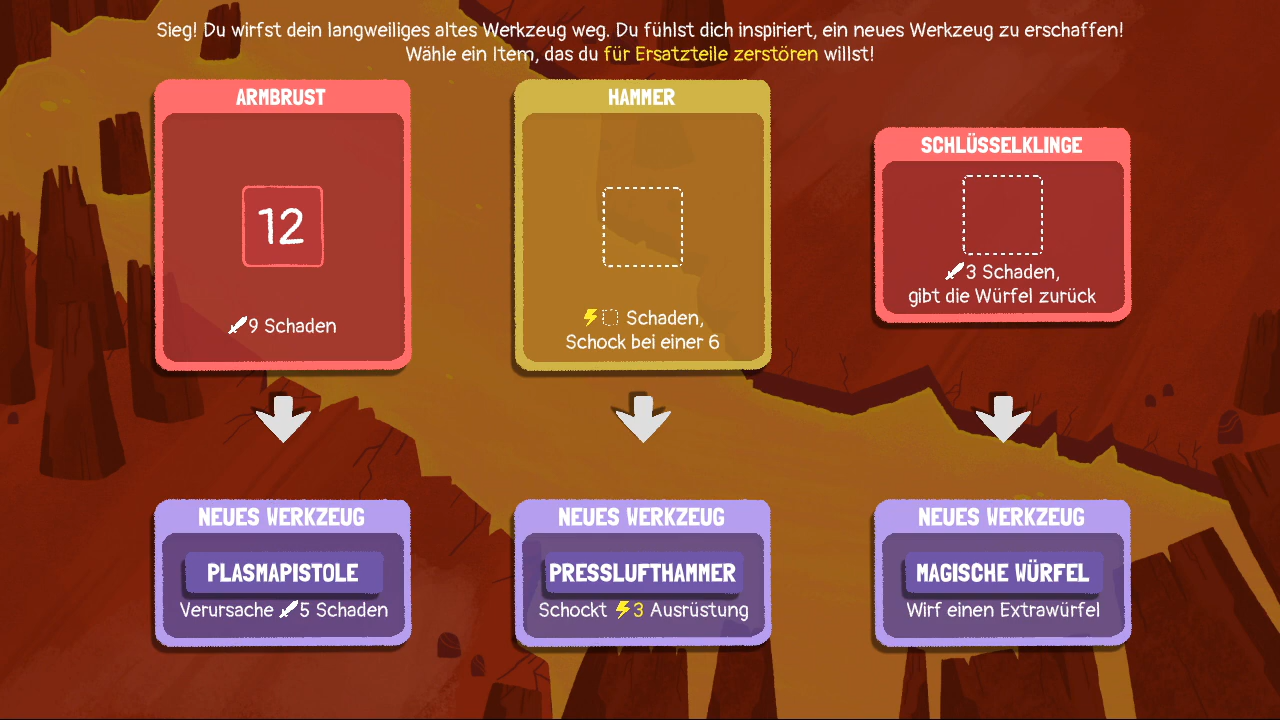 Sieg! Du wirfst dein langweiliges altes Werkzeug weg. Du fühlst dich inspiriert, ein neues Werkzeug zu erschaffen!
Wähle ein Item, das du für Ersatzteile zerstören willst!
ARMBRUST
12
9 Schaden
HAMMER
Schaden,
Schock bei einer 6
SCHLÜSSELKLINGE
3 Schaden,
gibt die Würfel zurück
NEUES WERKZEUG
PLASMAPISTOLE
Verursache 5 Schaden
NEUES WERKZEUG
PRESSLUFTHAMMER
Schockt 3 Ausrüstung
NEUES WERKZEUG
MAGISCHE WÜRFEL
Wirf einen Extrawürfel